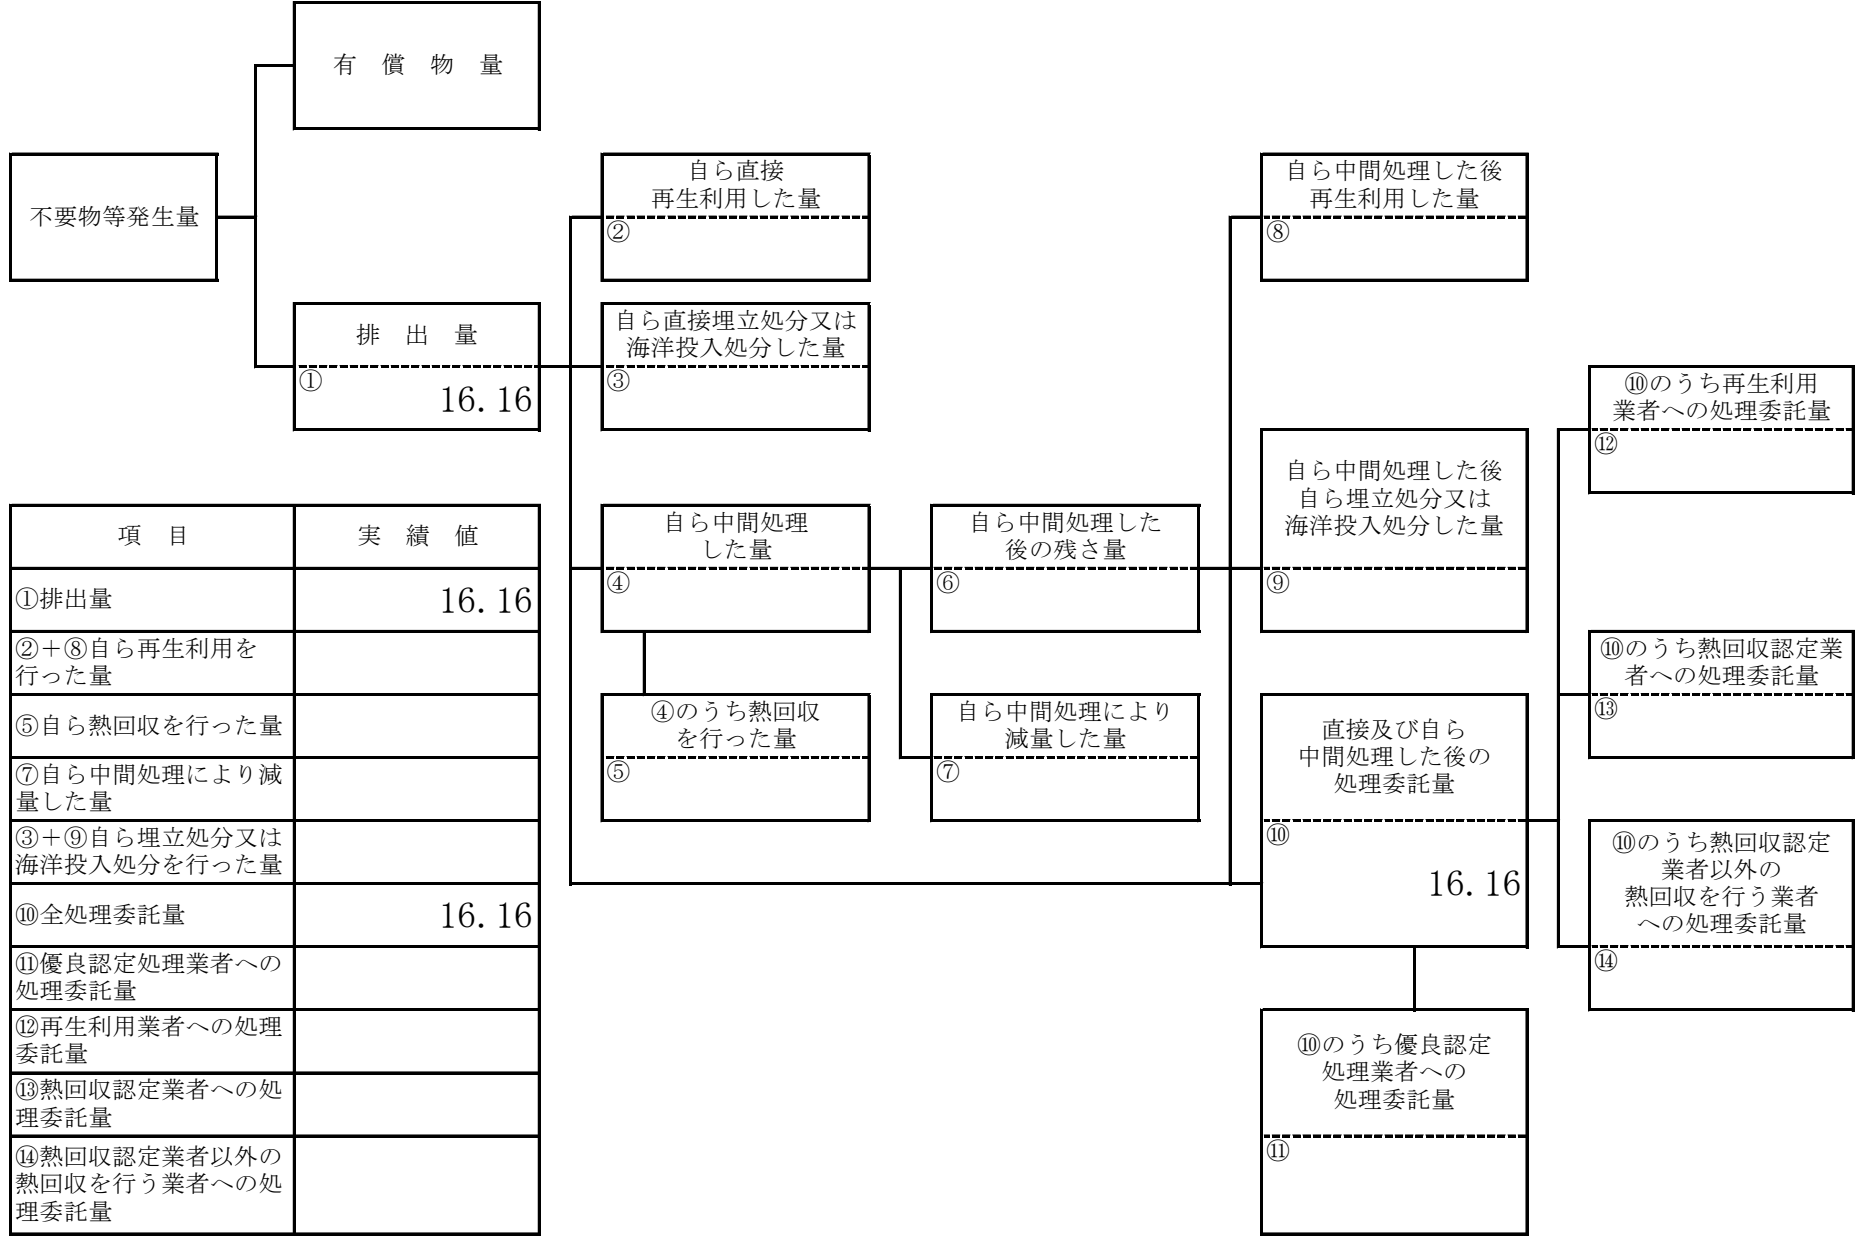 有　償　物　量
不要物等発生量
排　出　量
①
16.16
自ら直接
再生利用した量
②
自ら直接埋立処分又は
海洋投入処分した量
③
自ら中間処理
した量
④
④のうち熱回収
を行った量
⑤
自ら中間処理した
後の残さ量
⑥
自ら中間処理により
減量した量
⑦
自ら中間処理した後
再生利用した量
⑧
自ら中間処理した後
自ら埋立処分又は
海洋投入処分した量
⑨
直接及び自ら
中間処理した後の
処理委託量
⑩
16.16
⑩のうち優良認定
処理業者への
処理委託量
⑪
⑩のうち再生利用
業者への処理委託量
⑫
⑩のうち熱回収認定業
者への処理委託量
⑬
⑩のうち熱回収認定
業者以外の
熱回収を行う業者
への処理委託量
⑭
項　目　実　績　値
①排出量　16.16
②＋⑧自ら再生利用を
行った量
⑤自ら熱回収を行った量
⑦自ら中間処理により減
量した量
③＋⑨自ら埋立処分又は
海洋投入処分を行った量
⑩全処理委託量　16.16
⑪優良認定処理業者への
処理委託量
⑫再生利用業者への処理
委託量
⑬熱回収認定業者への処
理委託量
⑭熱回収認定業者以外の
熱回収を行う業者への処
理委託量